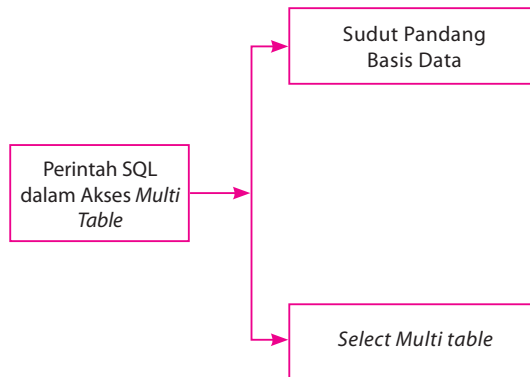 Sudut Pandang
Basis Data
Perintah SQL
dalam Akses Multi
Table
Select Multi table